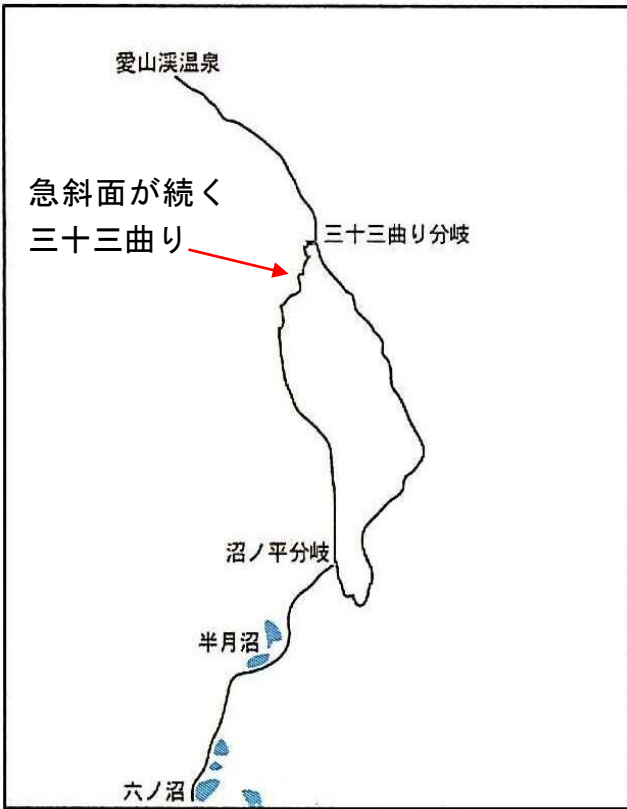 愛山渓温泉
急斜面が続く
三十三曲り
三十三曲り分岐
沼ノ平分岐
半月沼
六ノ沼